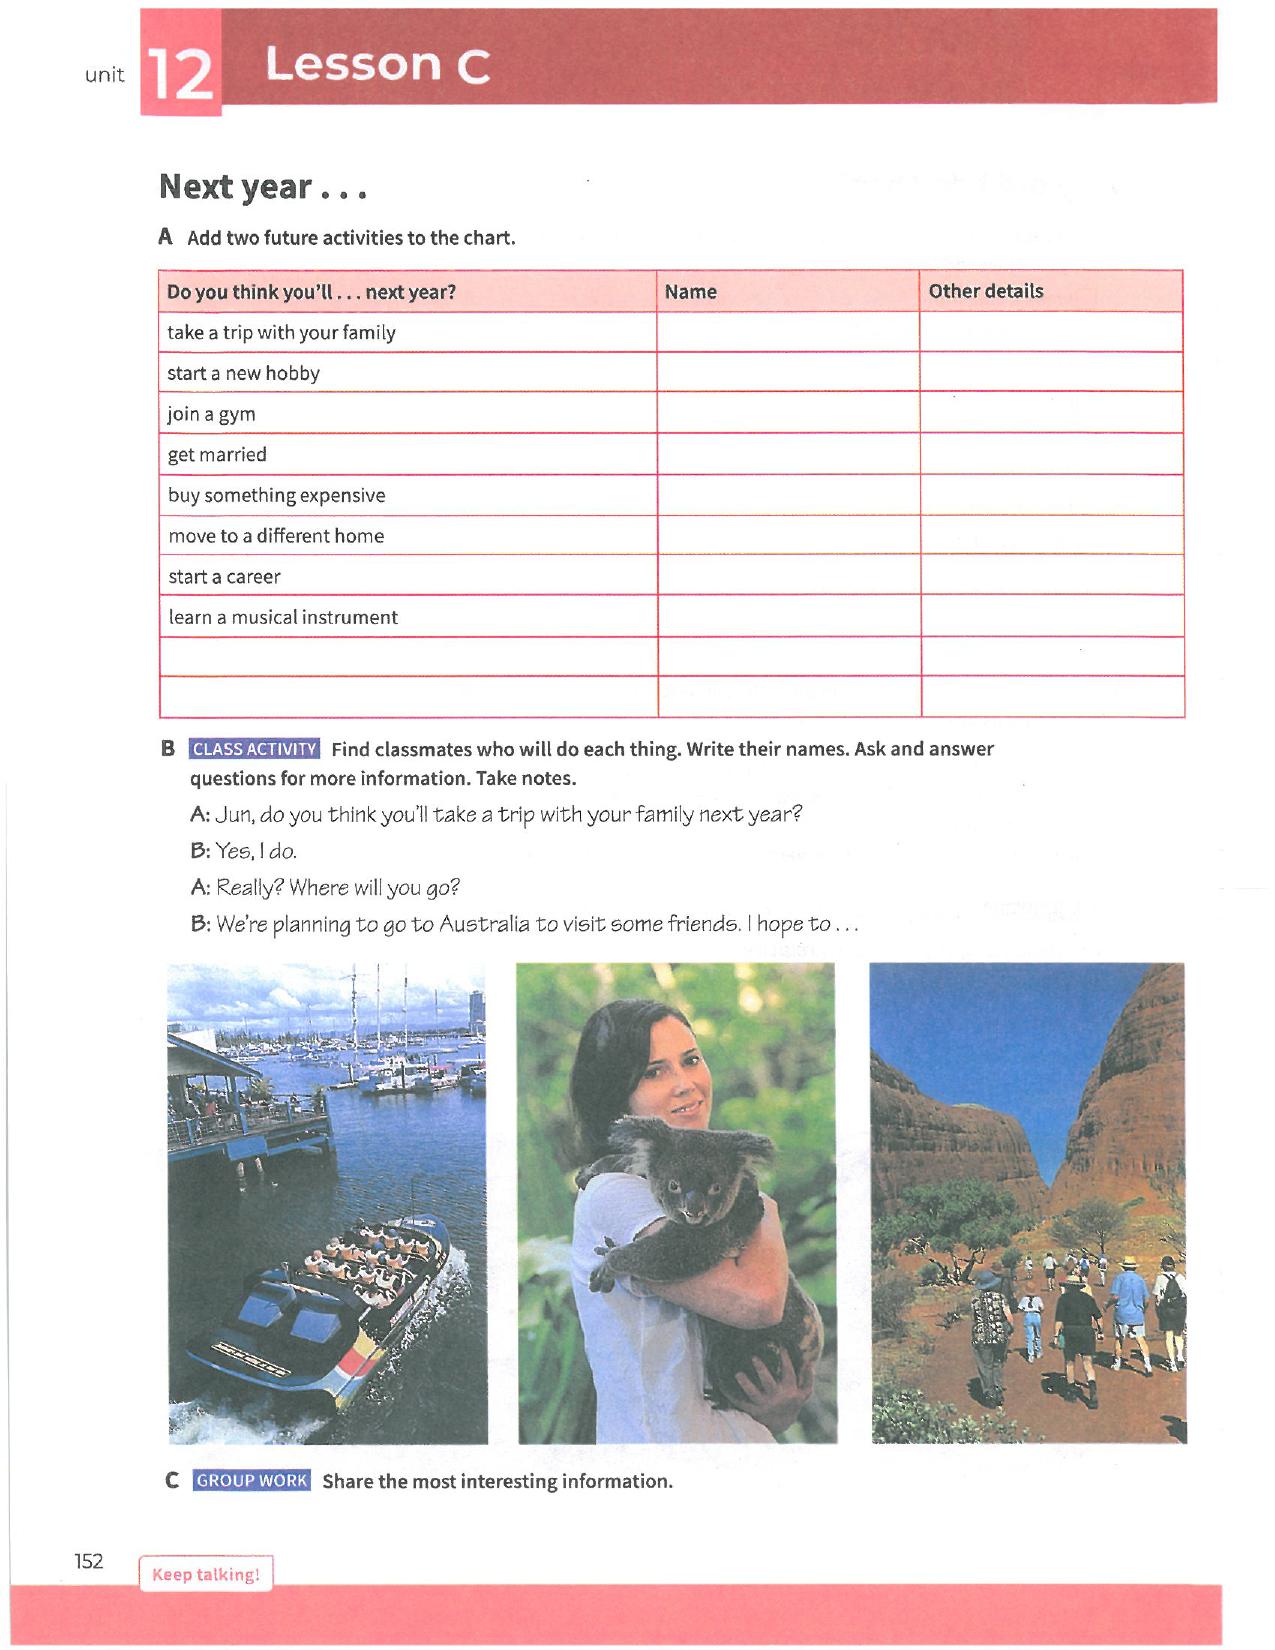 unit 12 Lesson C
Next year . . .
A Add two future activities to the chart.
Do you think you'll . . . next year? Name Other details
take a trip with your family
start a new hobby
join a gym
get married
buy something expensive
move to a different home
start a career
learn a musical instrument
B CLASS ACTIVITY Find classmates who will do each thing. Write their names. Ask and answer
questions for more information. Take notes.
A: Jun, do you think you'll take a trip with your family next year?
B: Yes, I do.
A: Really? Where will you go?
B: We're planning to go to Australia to visit some friends. I hope to . . .
C GROUP WORK Share the most interesting information.
152 Keep talking!